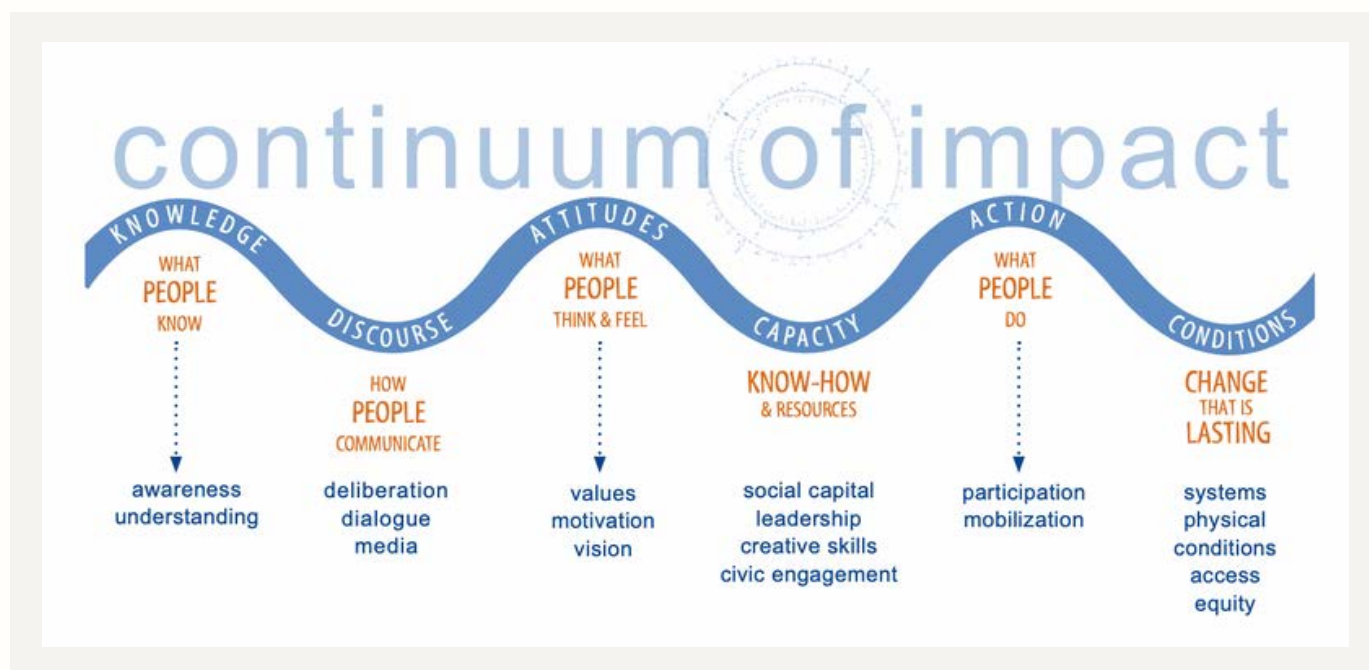 continuum of impact
KNOWLEDGE
WHAT
PEOPLE
KNOW
awareness
understanding
DISCOURSE
HOW
PEOPLE
COMMUNICATE
deliberation
dialogue
media
ATTITUDES
WHAT
PEOPLE
THINK & FEEL
values
motivation
vision
CAPACITY
KNOW-HOW
& RESOURCES
social capital
leadership
creative skills
civic engagement
ACTION
WHAT
PEOPLE
DO
participation
mobilization
CONDITIONS
CHANGE
THAT IS
LASTING
systems
physical
conditions
access
equity